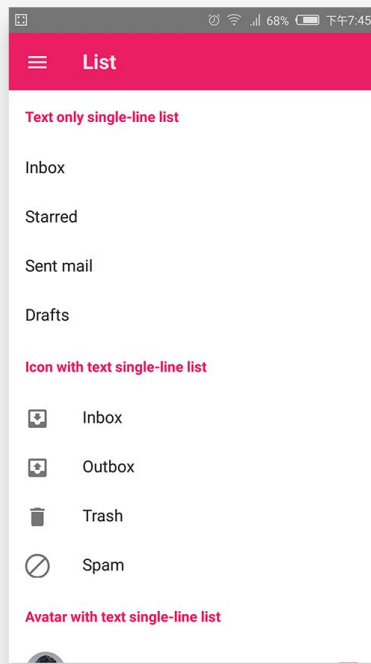 68% 下午7:45
List
Text only single-line list
Inbox
Starred
Sent mail
Drafts
Icon with text single-line list
Inbox
Outbox
Trash
Spam
Avatar with text single-line list